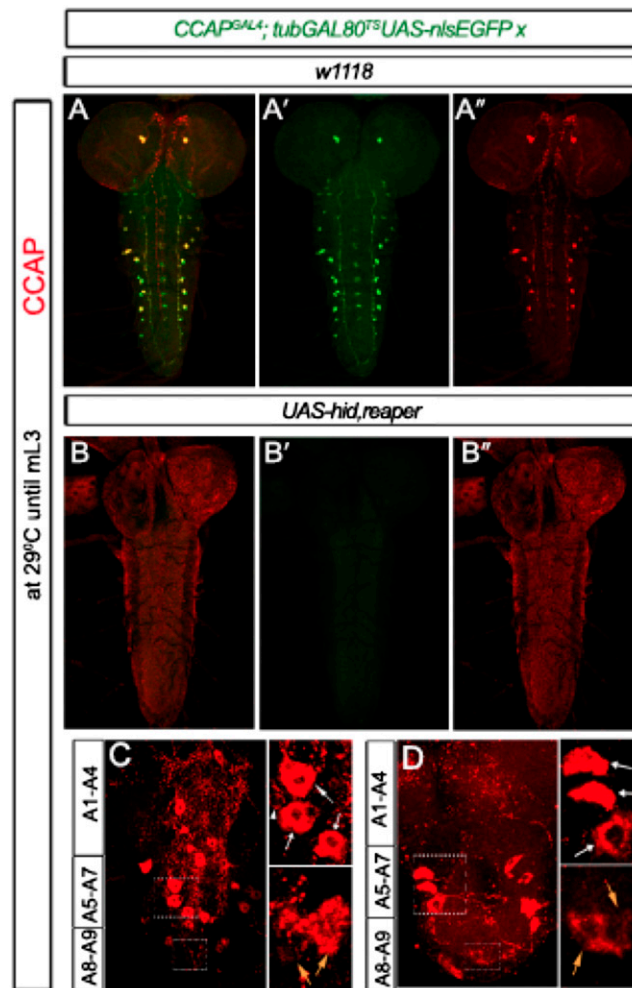 CCAPGAL4; tubGAL80TSUAS-nlsEGFP x
w1118
A
A'
A"
CCAP
at 29ºC until mL3
UAS-hid,reaper
B
B'
B"
C
D
A1-A4
A5-A7
A8-A9
A1-A4
A5-A7
A8-A9